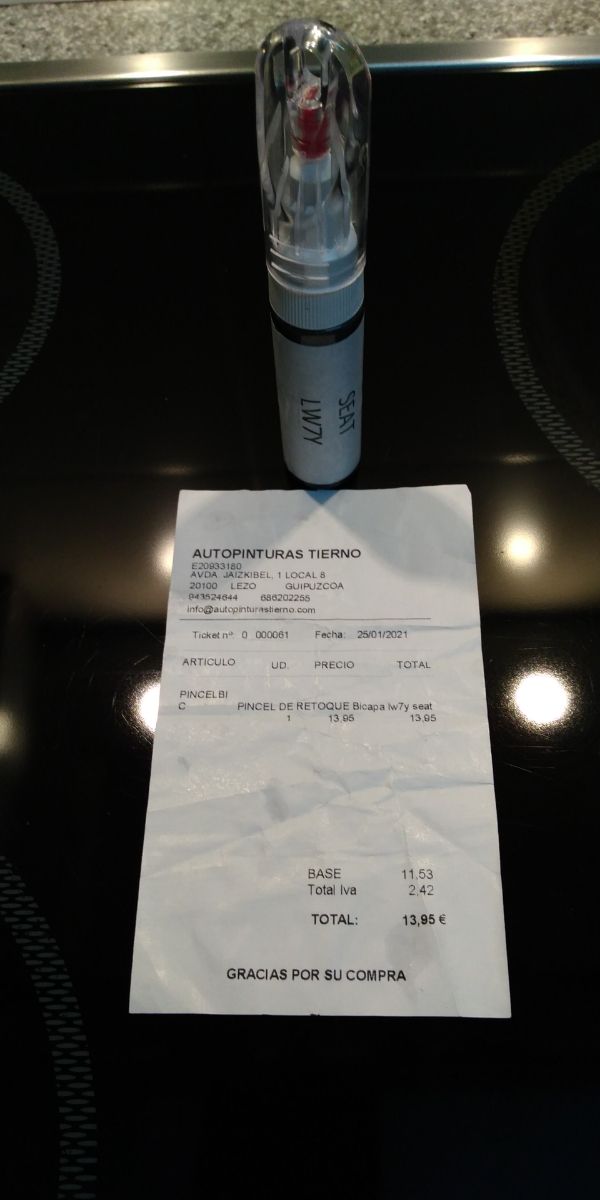 SEAT
LW7Y
AUTOPINTURAS TIERNO
E20933180
AVDA. JAIZKIBEL, 1 LOCAL 8
20100 LEZO GUIPUZCOA
943524644 686202255
info@autopinturastierno.com
Ticket nº: 0 000061 Fecha: 25/01/2021
ARTICULO UD. PRECIO TOTAL
PINCELBI
C PINCEL DE RETOQUE Bicapa lw7y seat
1 13,95 13,95
BASE 11,53
Total Iva 2,42
TOTAL: 13,95 €
GRACIAS POR SU COMPRA